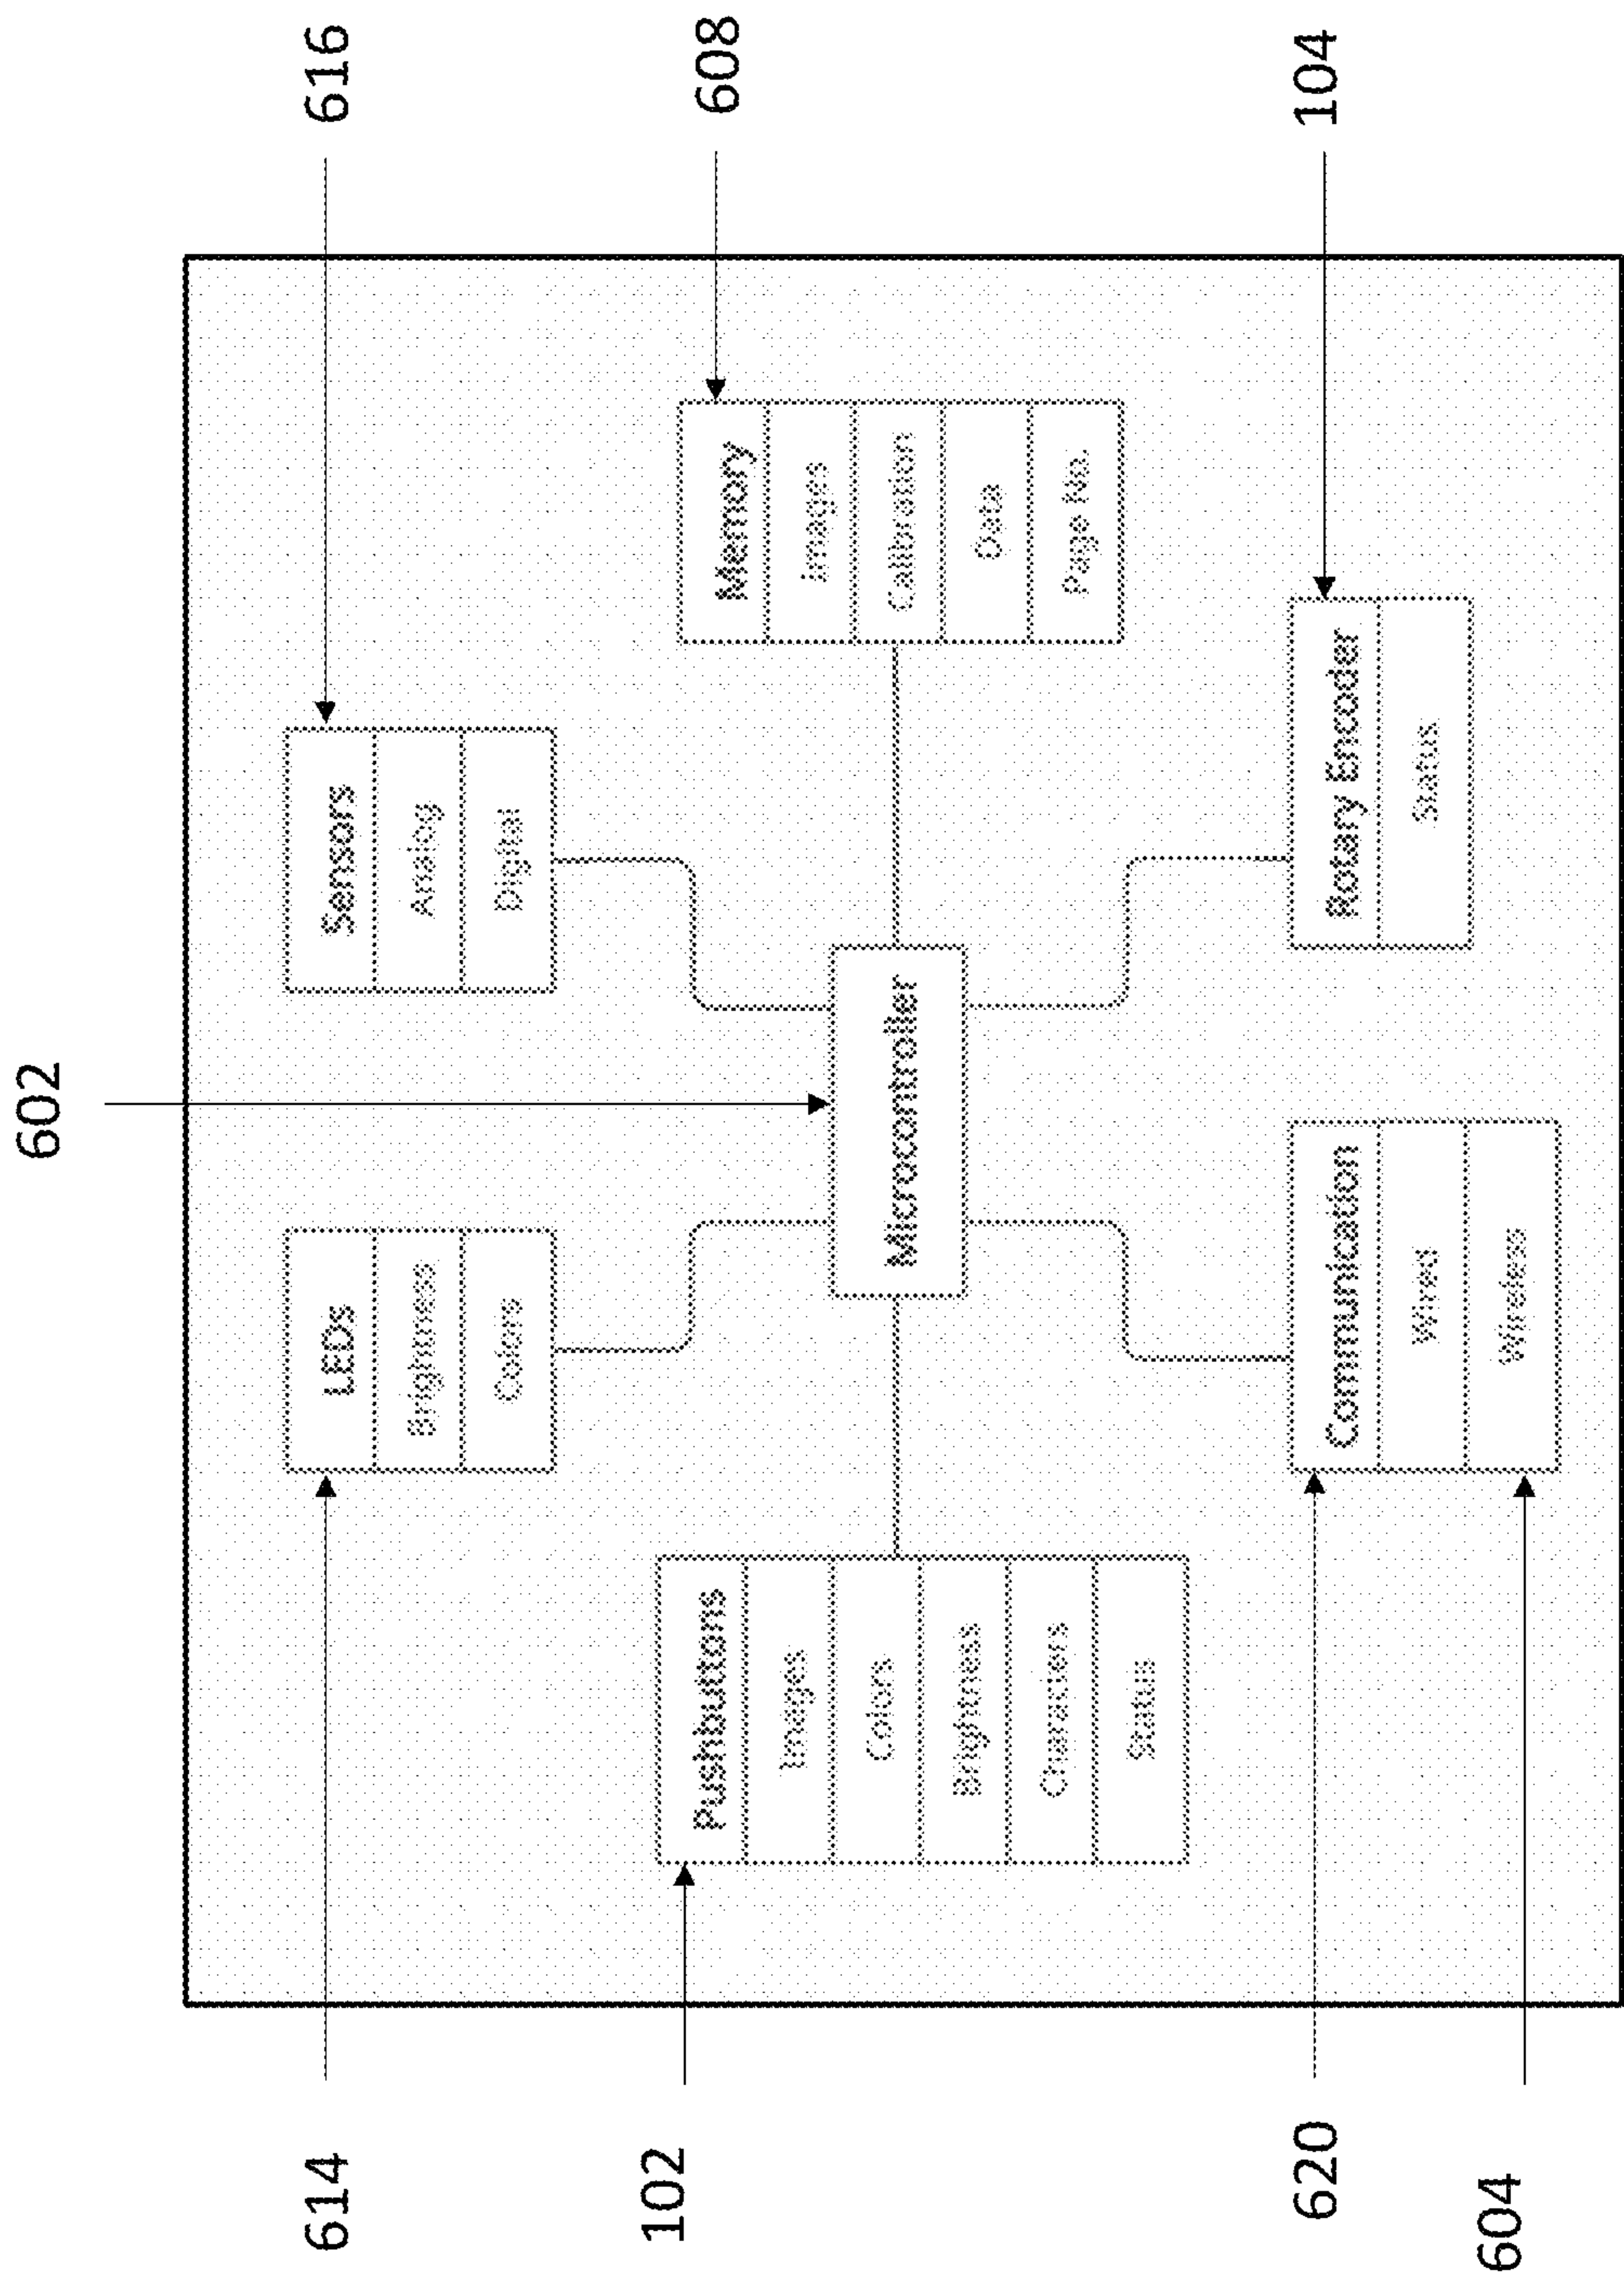 602
614
LEDs
Brightness
Colors
616
Sensors
Analog
Digital
102
Pushbuttons
Images
Colors
Brightness
Characters
Status
Microcontroller
608
Memory
Images
Calibration
Data
Page No.
620
Communication
Wired
Wireless
604
104
Rotary Encoder
Status